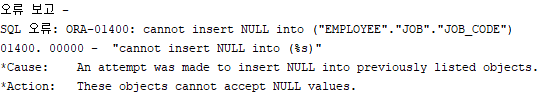 오류 보고 -
SQL 오류: ORA-01400: cannot insert NULL into ("EMPLOYEE"."JOB"."JOB_CODE")
01400. 00000 -  "cannot insert NULL into (%s)"
*Cause:    An attempt was made to insert NULL into previously listed objects.
*Action:   These objects cannot accept NULL values.